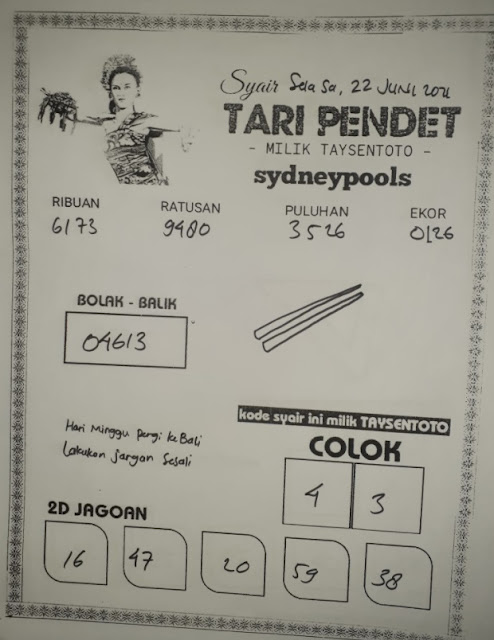 Syair Selasa, 22 JUNI 2021
TARI PENDET
- MILIK TAYSENTOTO -
sydneypools
RIBUAN RATUSAN PULUHAN EKOR
6173 9480 3526 0126
BOLAK - BALIK
04613
kode syair ini milik TAYSENTOTO
Hari Minggu pergi ke Bali
Lakukan jangan Sesali
COLOK
4 3
2D JAGOAN
16 47 20 59 38